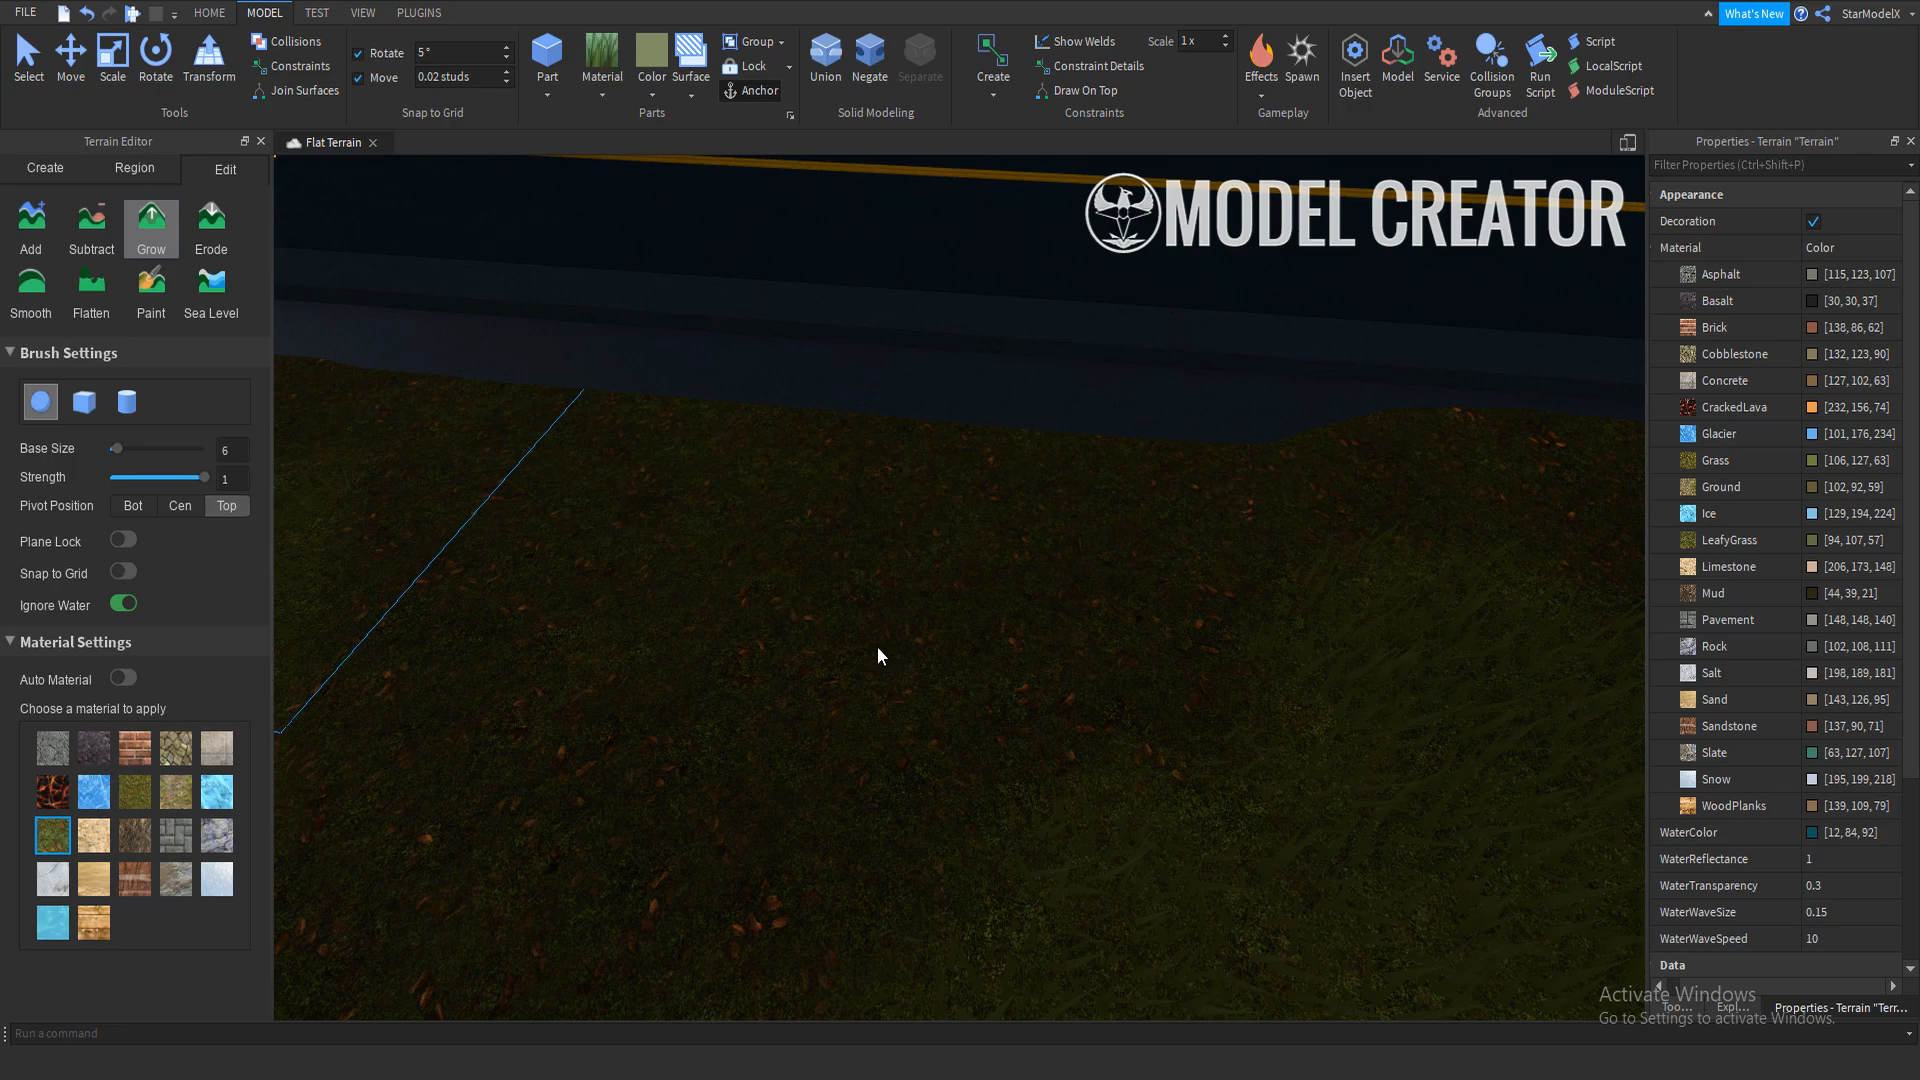 FILE HOME MODEL TEST VIEW PLUGINS What's New StarModelX
Select Move Scale Rotate Transform
Collisions
Constraints
Join Surfaces
Tools
Rotate 5°
Move 0.02 studs
Snap to Grid
Part Material Color Surface
Group
Lock
Anchor
Parts
Union Negate Separate
Solid Modeling
Create
Show Welds Scale 1 x
Constraint Details
Draw On Top
Constraints
Effects Spawn
Gameplay
Insert Object Model Service Collision Groups Run Script
Script
LocalScript
ModuleScript
Advanced
Terrain Editor
Create Region Edit
Add Subtract Grow Erode
Smooth Flatten Paint Sea Level
Brush Settings
Base Size 6
Strength 1
Pivot Position Bot Cen Top
Plane Lock
Snap to Grid
Ignore Water
Material Settings
Auto Material
Choose a material to apply
Flat Terrain
MODEL CREATOR
Properties - Terrain "Terrain"
Filter Properties (Ctrl+Shift+P)
Appearance
Decoration
Material Color
Asphalt [115, 123, 107]
Basalt [30, 30, 37]
Brick [138, 86, 62]
Cobblestone [132, 123, 90]
Concrete [127, 102, 63]
CrackedLava [232, 156, 74]
Glacier [101, 176, 234]
Grass [106, 127, 63]
Ground [102, 92, 59]
Ice [129, 194, 224]
LeafyGrass [94, 107, 57]
Limestone [206, 173, 148]
Mud [44, 39, 21]
Pavement [148, 148, 140]
Rock [102, 108, 111]
Salt [198, 189, 181]
Sand [143, 126, 95]
Sandstone [137, 90, 71]
Slate [63, 127, 107]
Snow [195, 199, 218]
WoodPlanks [139, 109, 79]
WaterColor [12, 84, 92]
WaterReflectance 1
WaterTransparency 0.3
WaterWaveSize 0.15
WaterWaveSpeed 10
Data
Activate Windows
Go to Settings to activate Windows.
Too... Expl... Properties - Terrain "Terr...
Run a command